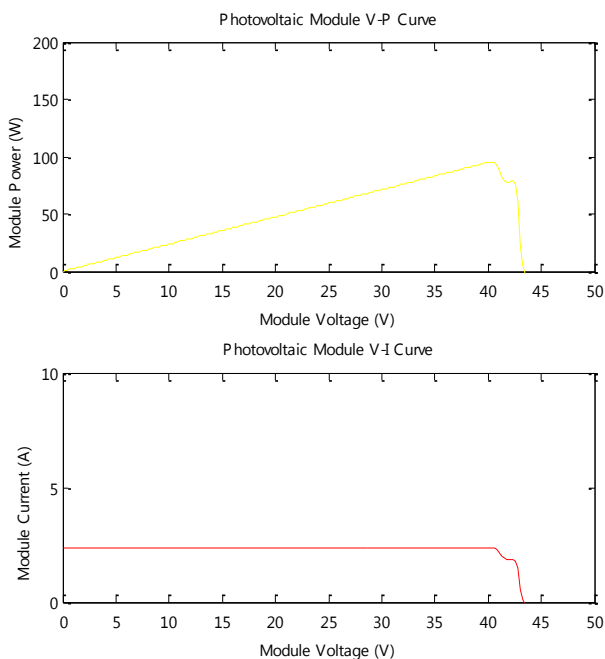 Photovoltaic Module V-P Curve
200
150
100
50
0
Module Power (W)
0 5 10 15 20 25 30 35 40 45 50
Module Voltage (V)
Photovoltaic Module V-I Curve
10
5
0
Module Current (A)
0 5 10 15 20 25 30 35 40 45 50
Module Voltage (V)